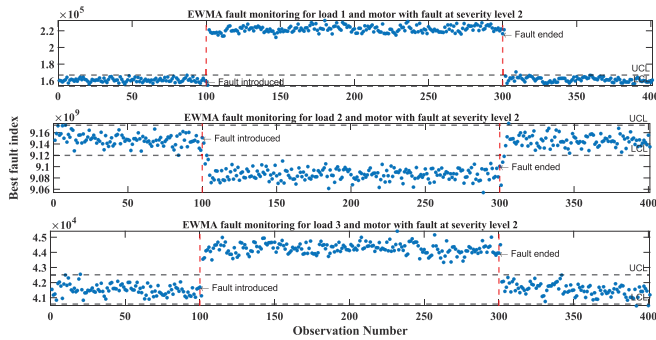 ×10⁵
EWMA fault monitoring for load 1 and motor with fault at severity level 2
2.2
2
1.8
1.6
Fault ended
UCL
LCL
Fault introduced
0 50 100 150 200 250 300 350 400
×10⁹
EWMA fault monitoring for load 2 and motor with fault at severity level 2
UCL
9.16
9.14
9.12
9.1
9.08
9.06
Fault introduced
LCL
Fault ended
0 50 100 150 200 250 300 350 400
Best fault index
×10⁴
EWMA fault monitoring for load 3 and motor with fault at severity level 2
4.5
4.4
4.3
4.2
4.1
Fault ended
UCL
Fault introduced
LCL
0 50 100 150 200 250 300 350 400
Observation Number